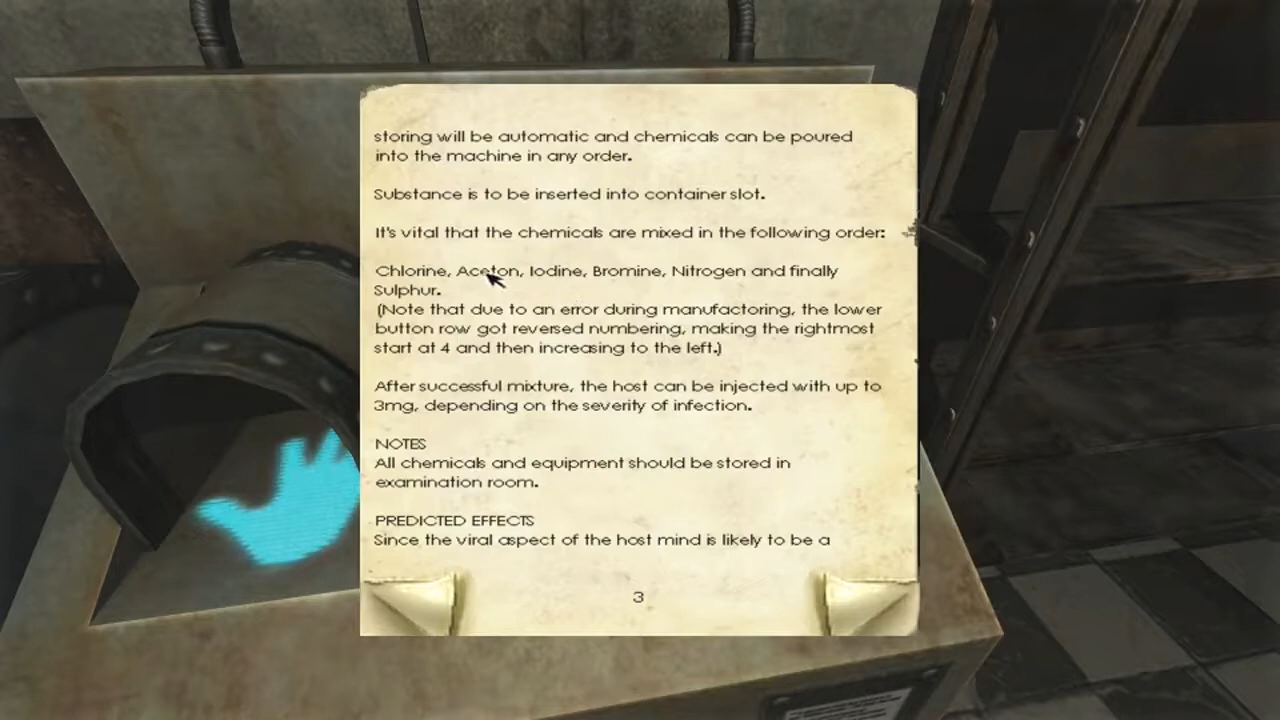 storing will be automatic and chemicals can be poured
into the machine in any order.
Substance is to be inserted into container slot.
It's vital that the chemicals are mixed in the following order:
Chlorine, Aceton, Iodine, Bromine, Nitrogen and finally
Sulphur.
(Note that due to an error during manufactoring, the lower
button row got reversed numbering, making the rightmost
start at 4 and then increasing to the left.)
After successful mixture, the host can be injected with up to
3mg, depending on the severity of infection.
NOTES
All chemicals and equipment should be stored in
examination room.
PREDICTED EFFECTS
Since the viral aspect of the host mind is likely to be a
3